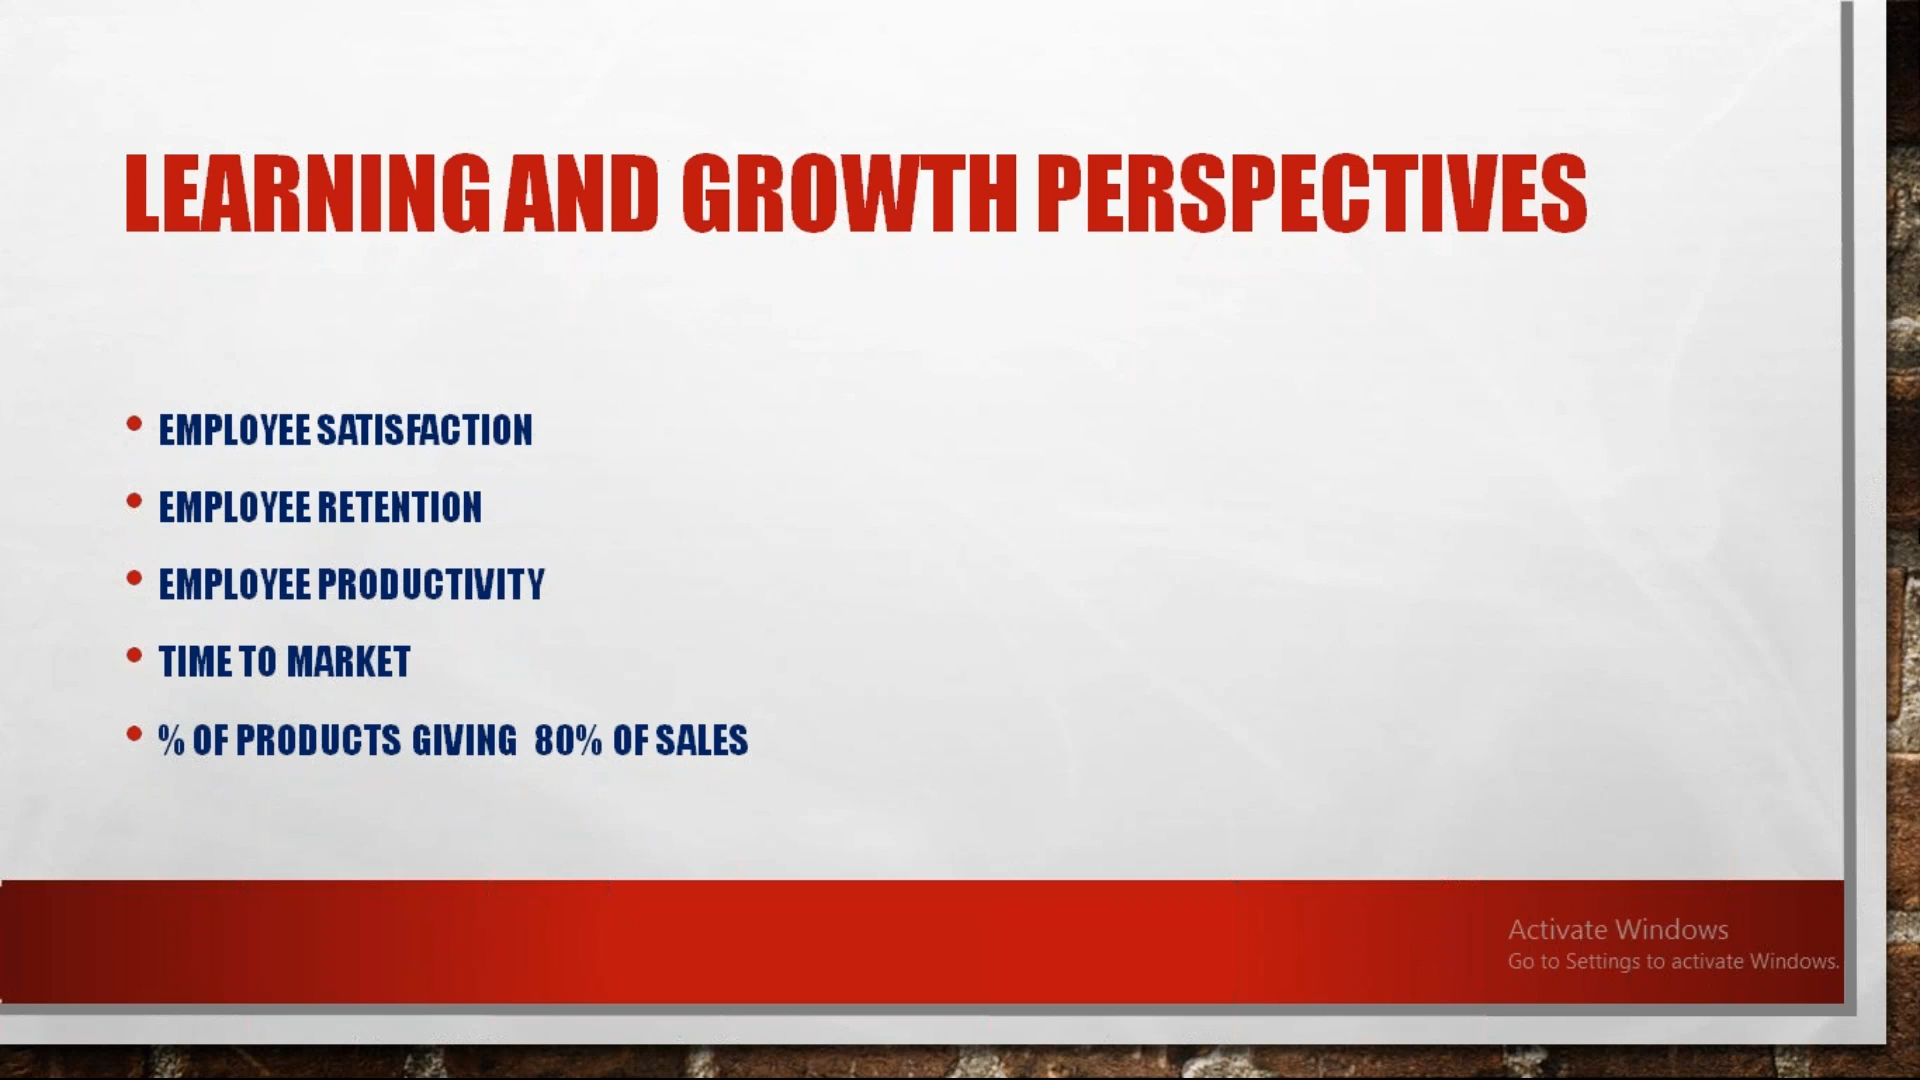 LEARNING AND GROWTH PERSPECTIVES
• EMPLOYEE SATISFACTION
• EMPLOYEE RETENTION
• EMPLOYEE PRODUCTIVITY
• TIME TO MARKET
• % OF PRODUCTS GIVING  80% OF SALES
Activate Windows
Go to Settings to activate Windows.